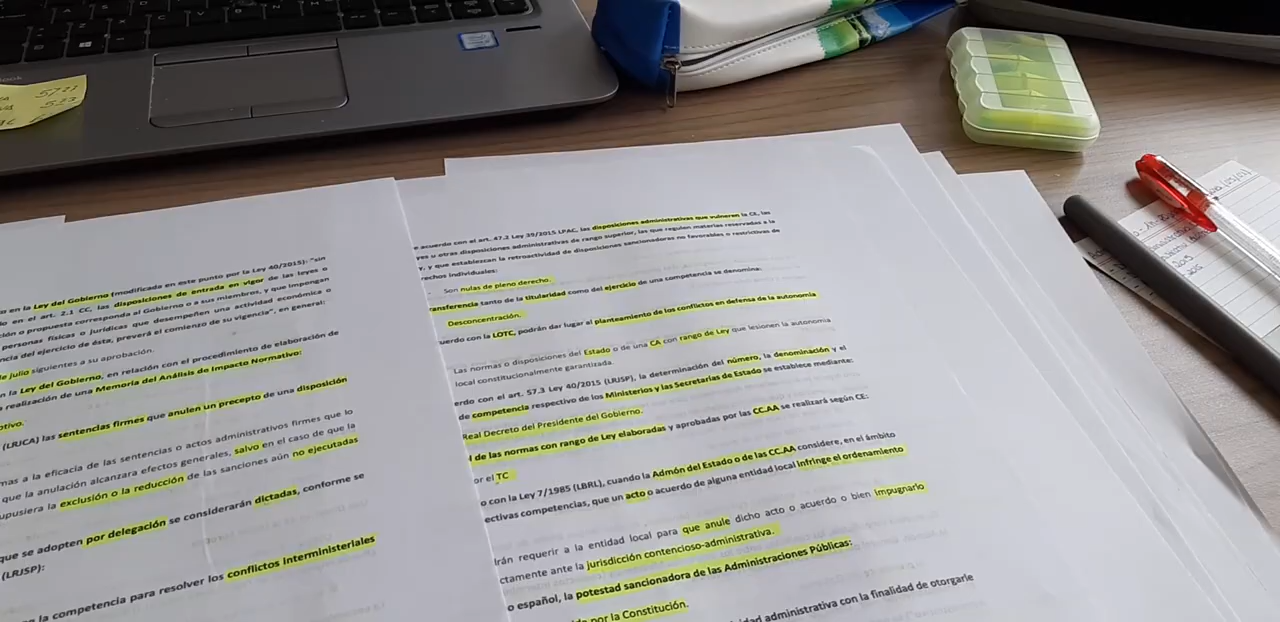 5/23
523
o en la Ley del Gobierno (modificada en este punto por la Ley 40/2015): "sin
o en el art. 2.1 CC, las disposiciones de entrada en vigor de las leyes o
ción o propuesta corresponda al Gobierno o a sus miembros, y que impongan
personas físicas o jurídicas que desempeñen una actividad económica o
ncia del ejercicio de ésta, preverá el comienzo de su vigencia", en general:
de julio siguientes a su aprobación.
n la Ley del Gobierno, en relación con el procedimiento de elaboración de
a realización de una Memoria del Análisis de Impacto Normativo:
otivo.
(LRJCA) las sentencias firmes que anulen un precepto de una disposición
mas a la eficacia de las sentencias o actos administrativos firmes que lo
que la anulación alcanzara efectos generales, salvo en el caso de que la
upusiera la exclusión o la reducción de las sanciones aún no ejecutadas
que se adopten por delegación se considerarán dictadas, conforme se
(LRJSP):
la competencia para resolver los conflictos interministeriales
e acuerdo con el art. 47.2 Ley 39/2015 LPAC, las disposiciones administrativas que vulneren la CE, las
yes u otras disposiciones administrativas de rango superior, las que regulen materias reservadas a la
y, y que establezcan la retroactividad de disposiciones sancionadoras no favorables o restrictivas de
rechos individuales:
Son nulas de pleno derecho.
ransferencia tanto de la titularidad como del ejercicio de una competencia se denomina:
Desconcentración.
uerdo con la LOTC, podrán dar lugar al planteamiento de los conflictos en defensa de la autonomía
Las normas o disposiciones del Estado o de una CA con rango de Ley que lesionen la autonomía
local constitucionalmente garantizada.
erdo con el art. 57.3 Ley 40/2015 (LRJSP), la determinación del número, la denominación y el
de competencia respectivo de los Ministerios y las Secretarías de Estado se establece mediante:
Real Decreto del Presidente del Gobierno.
l de las normas con rango de Ley elaboradas y aprobadas por las CC.AA se realizará según CE:
or el TC
o con la Ley 7/1985 (LBRL), cuando la Admón del Estado o de las CC.AA considere, en el ámbito
ectivas competencias, que un acto o acuerdo de alguna entidad local infringe el ordenamiento
drán requerir a la entidad local para que anule dicho acto o acuerdo o bien impugnarlo
ctamente ante la jurisdicción contencioso-administrativa.
o español, la potestad sancionadora de las Administraciones Públicas:
por la Constitución.
administrativa con la finalidad de otorgarle